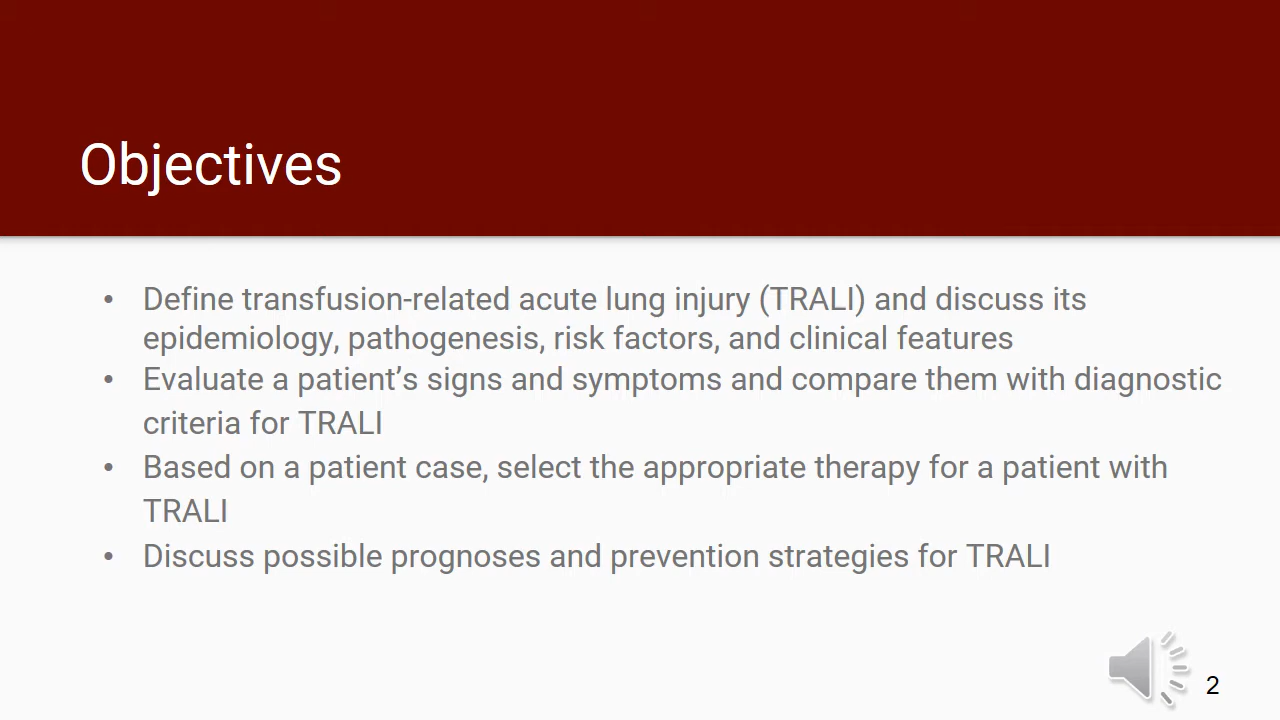 Objectives
• Define transfusion-related acute lung injury (TRALI) and discuss its
epidemiology, pathogenesis, risk factors, and clinical features
• Evaluate a patient’s signs and symptoms and compare them with diagnostic
criteria for TRALI
• Based on a patient case, select the appropriate therapy for a patient with
TRALI
• Discuss possible prognoses and prevention strategies for TRALI
2